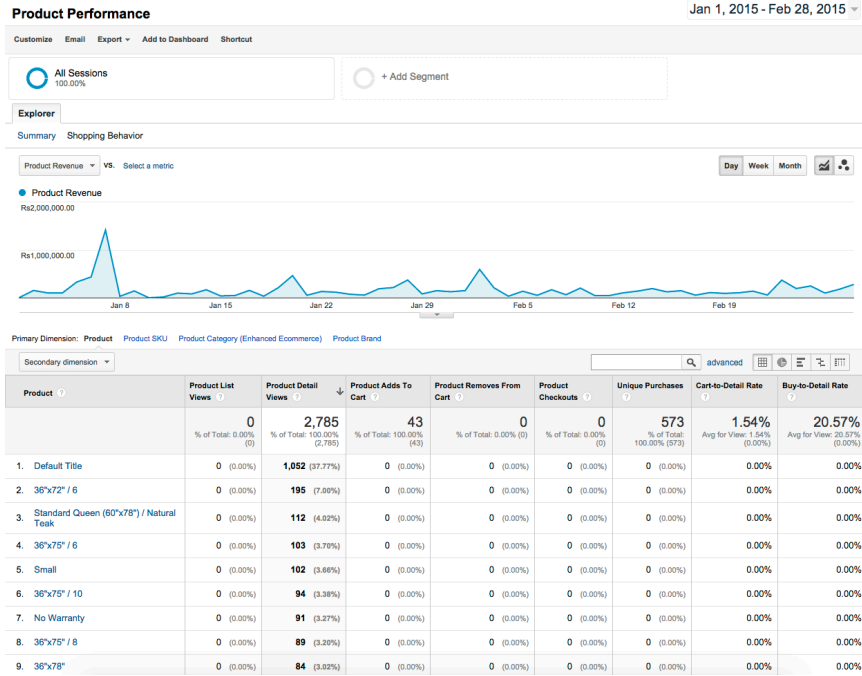 Product Performance
Jan 1, 2015 - Feb 28, 2015
Customize Email Export Add to Dashboard Shortcut
All Sessions
100.00%
+ Add Segment
Explorer
Summary Shopping Behavior
Product Revenue VS. Select a metric
Day Week Month
Product Revenue
Rs2,000,000.00
Rs1,000,000.00
Jan 8 Jan 15 Jan 22 Jan 29 Feb 5 Feb 12 Feb 19
Primary Dimension: Product Product SKU Product Category (Enhanced Ecommerce) Product Brand
Secondary dimension advanced
Product ? Product List Views ? Product Detail Views ? Product Adds To Cart ? Product Removes From Cart ? Product Checkouts ? Unique Purchases ? Cart-to-Detail Rate ? Buy-to-Detail Rate ?
0 2,785 43 0 0 573 1.54% 20.57%
% of Total: 0.00% (0) % of Total: 100.00% (2,785) % of Total: 100.00% (43) % of Total: 0.00% (0) % of Total: 0.00% (0) % of Total: 100.00% (573) Avg for View: 1.54% (0.00%) Avg for View: 20.57% (0.00%)
1. Default Title 0 (0.00%) 1,052 (37.77%) 0 (0.00%) 0 (0.00%) 0 (0.00%) 0 (0.00%) 0.00% 0.00%
2. 36"x72" / 6 0 (0.00%) 195 (7.00%) 0 (0.00%) 0 (0.00%) 0 (0.00%) 0 (0.00%) 0.00% 0.00%
3. Standard Queen (60"x78") / Natural Teak 0 (0.00%) 112 (4.02%) 0 (0.00%) 0 (0.00%) 0 (0.00%) 0 (0.00%) 0.00% 0.00%
4. 36"x75" / 6 0 (0.00%) 103 (3.70%) 0 (0.00%) 0 (0.00%) 0 (0.00%) 0 (0.00%) 0.00% 0.00%
5. Small 0 (0.00%) 102 (3.66%) 0 (0.00%) 0 (0.00%) 0 (0.00%) 0 (0.00%) 0.00% 0.00%
6. 36"x75" / 10 0 (0.00%) 94 (3.38%) 0 (0.00%) 0 (0.00%) 0 (0.00%) 0 (0.00%) 0.00% 0.00%
7. No Warranty 0 (0.00%) 91 (3.27%) 0 (0.00%) 0 (0.00%) 0 (0.00%) 0 (0.00%) 0.00% 0.00%
8. 36"x75" / 8 0 (0.00%) 89 (3.20%) 0 (0.00%) 0 (0.00%) 0 (0.00%) 0 (0.00%) 0.00% 0.00%
9. 36"x78" 0 (0.00%) 84 (3.02%) 0 (0.00%) 0 (0.00%) 0 (0.00%) 0 (0.00%) 0.00% 0.00%